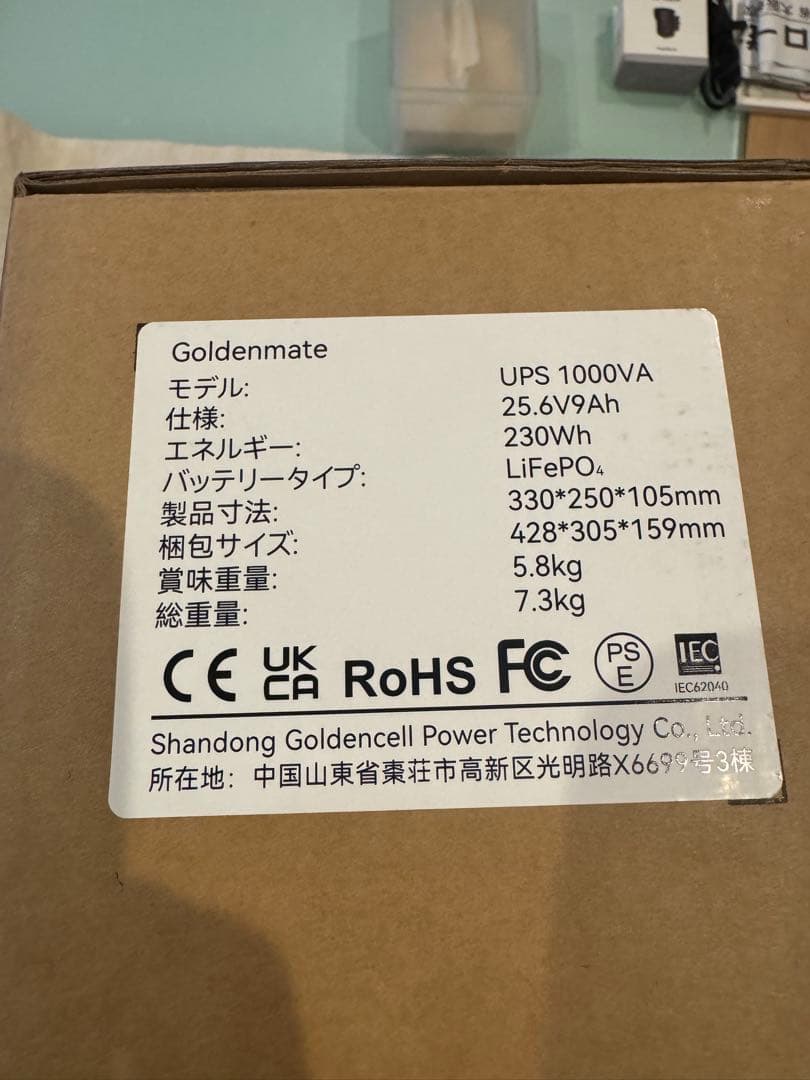 Goldenmate
モデル: UPS 1000VA
仕様: 25.6V9Ah
エネルギー: 230Wh
バッテリータイプ: LiFePO₄
製品寸法: 330*250*105mm
梱包サイズ: 428*305*159mm
賞味重量: 5.8kg
総重量: 7.3kg
CE UK CA RoHS FC PS E IEC
IEC62040
Shandong Goldencell Power Technology Co., Ltd.
所在地: 中国山東省棗荘市高新区光明路X6699号3棟